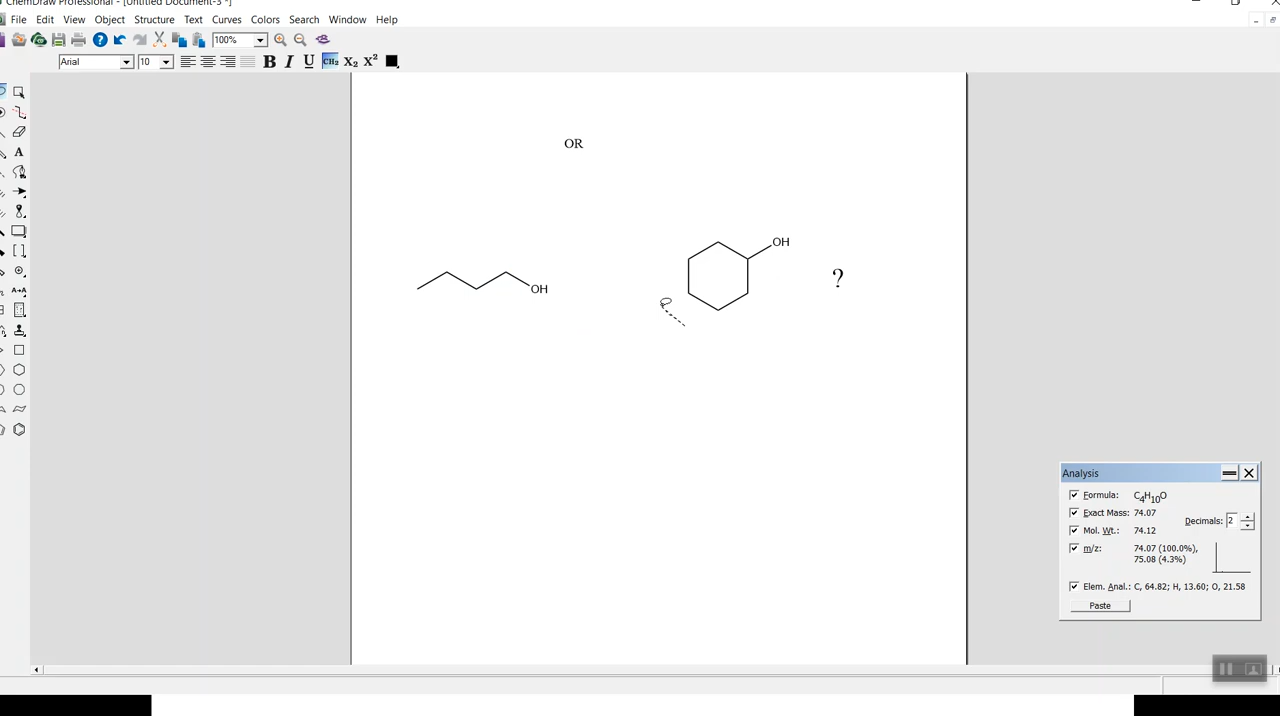 ChemDraw Professional - [Untitled Document-3 *]
File Edit View Object Structure Text Curves Colors Search Window Help
100%
Arial 10 B I U CH2 X2 X2
A
A↔A
OR
OH
OH
?
Analysis
Formula: C4H10O
Exact Mass: 74.07
Decimals: 2
Mol. Wt.: 74.12
m/z: 74.07 (100.0%),
75.08 (4.3%)
Elem. Anal.: C, 64.82; H, 13.60; O, 21.58
Paste